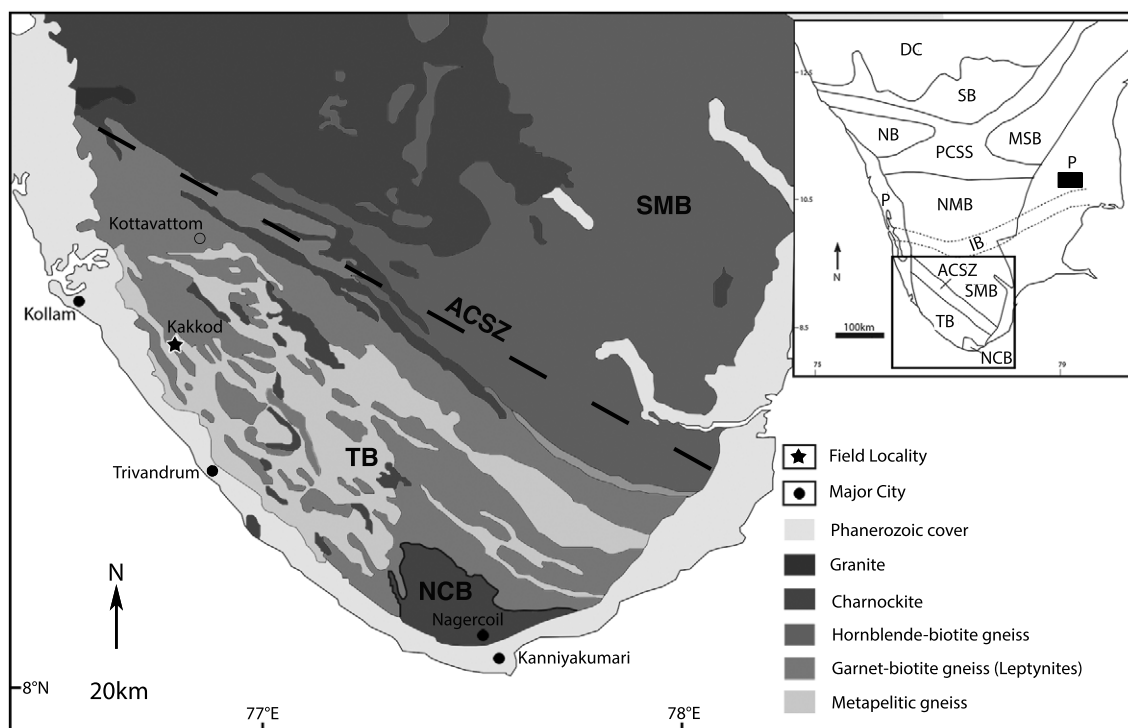 DC
12.5
SB
NB
MSB
PCSS
P
10.5
P
NMB
IB
N
ACSZ
SMB
8.5
TB
100km
NCB
75
79
SMB
Kottavattom
ACSZ
Kollam
Kakkod
TB
Trivandrum
NCB
Nagercoil
Kanniyakumari
N
8°N
20km
77°E
78°E
Field Locality
Major City
Phanerozoic cover
Granite
Charnockite
Hornblende-biotite gneiss
Garnet-biotite gneiss (Leptynites)
Metapelitic gneiss